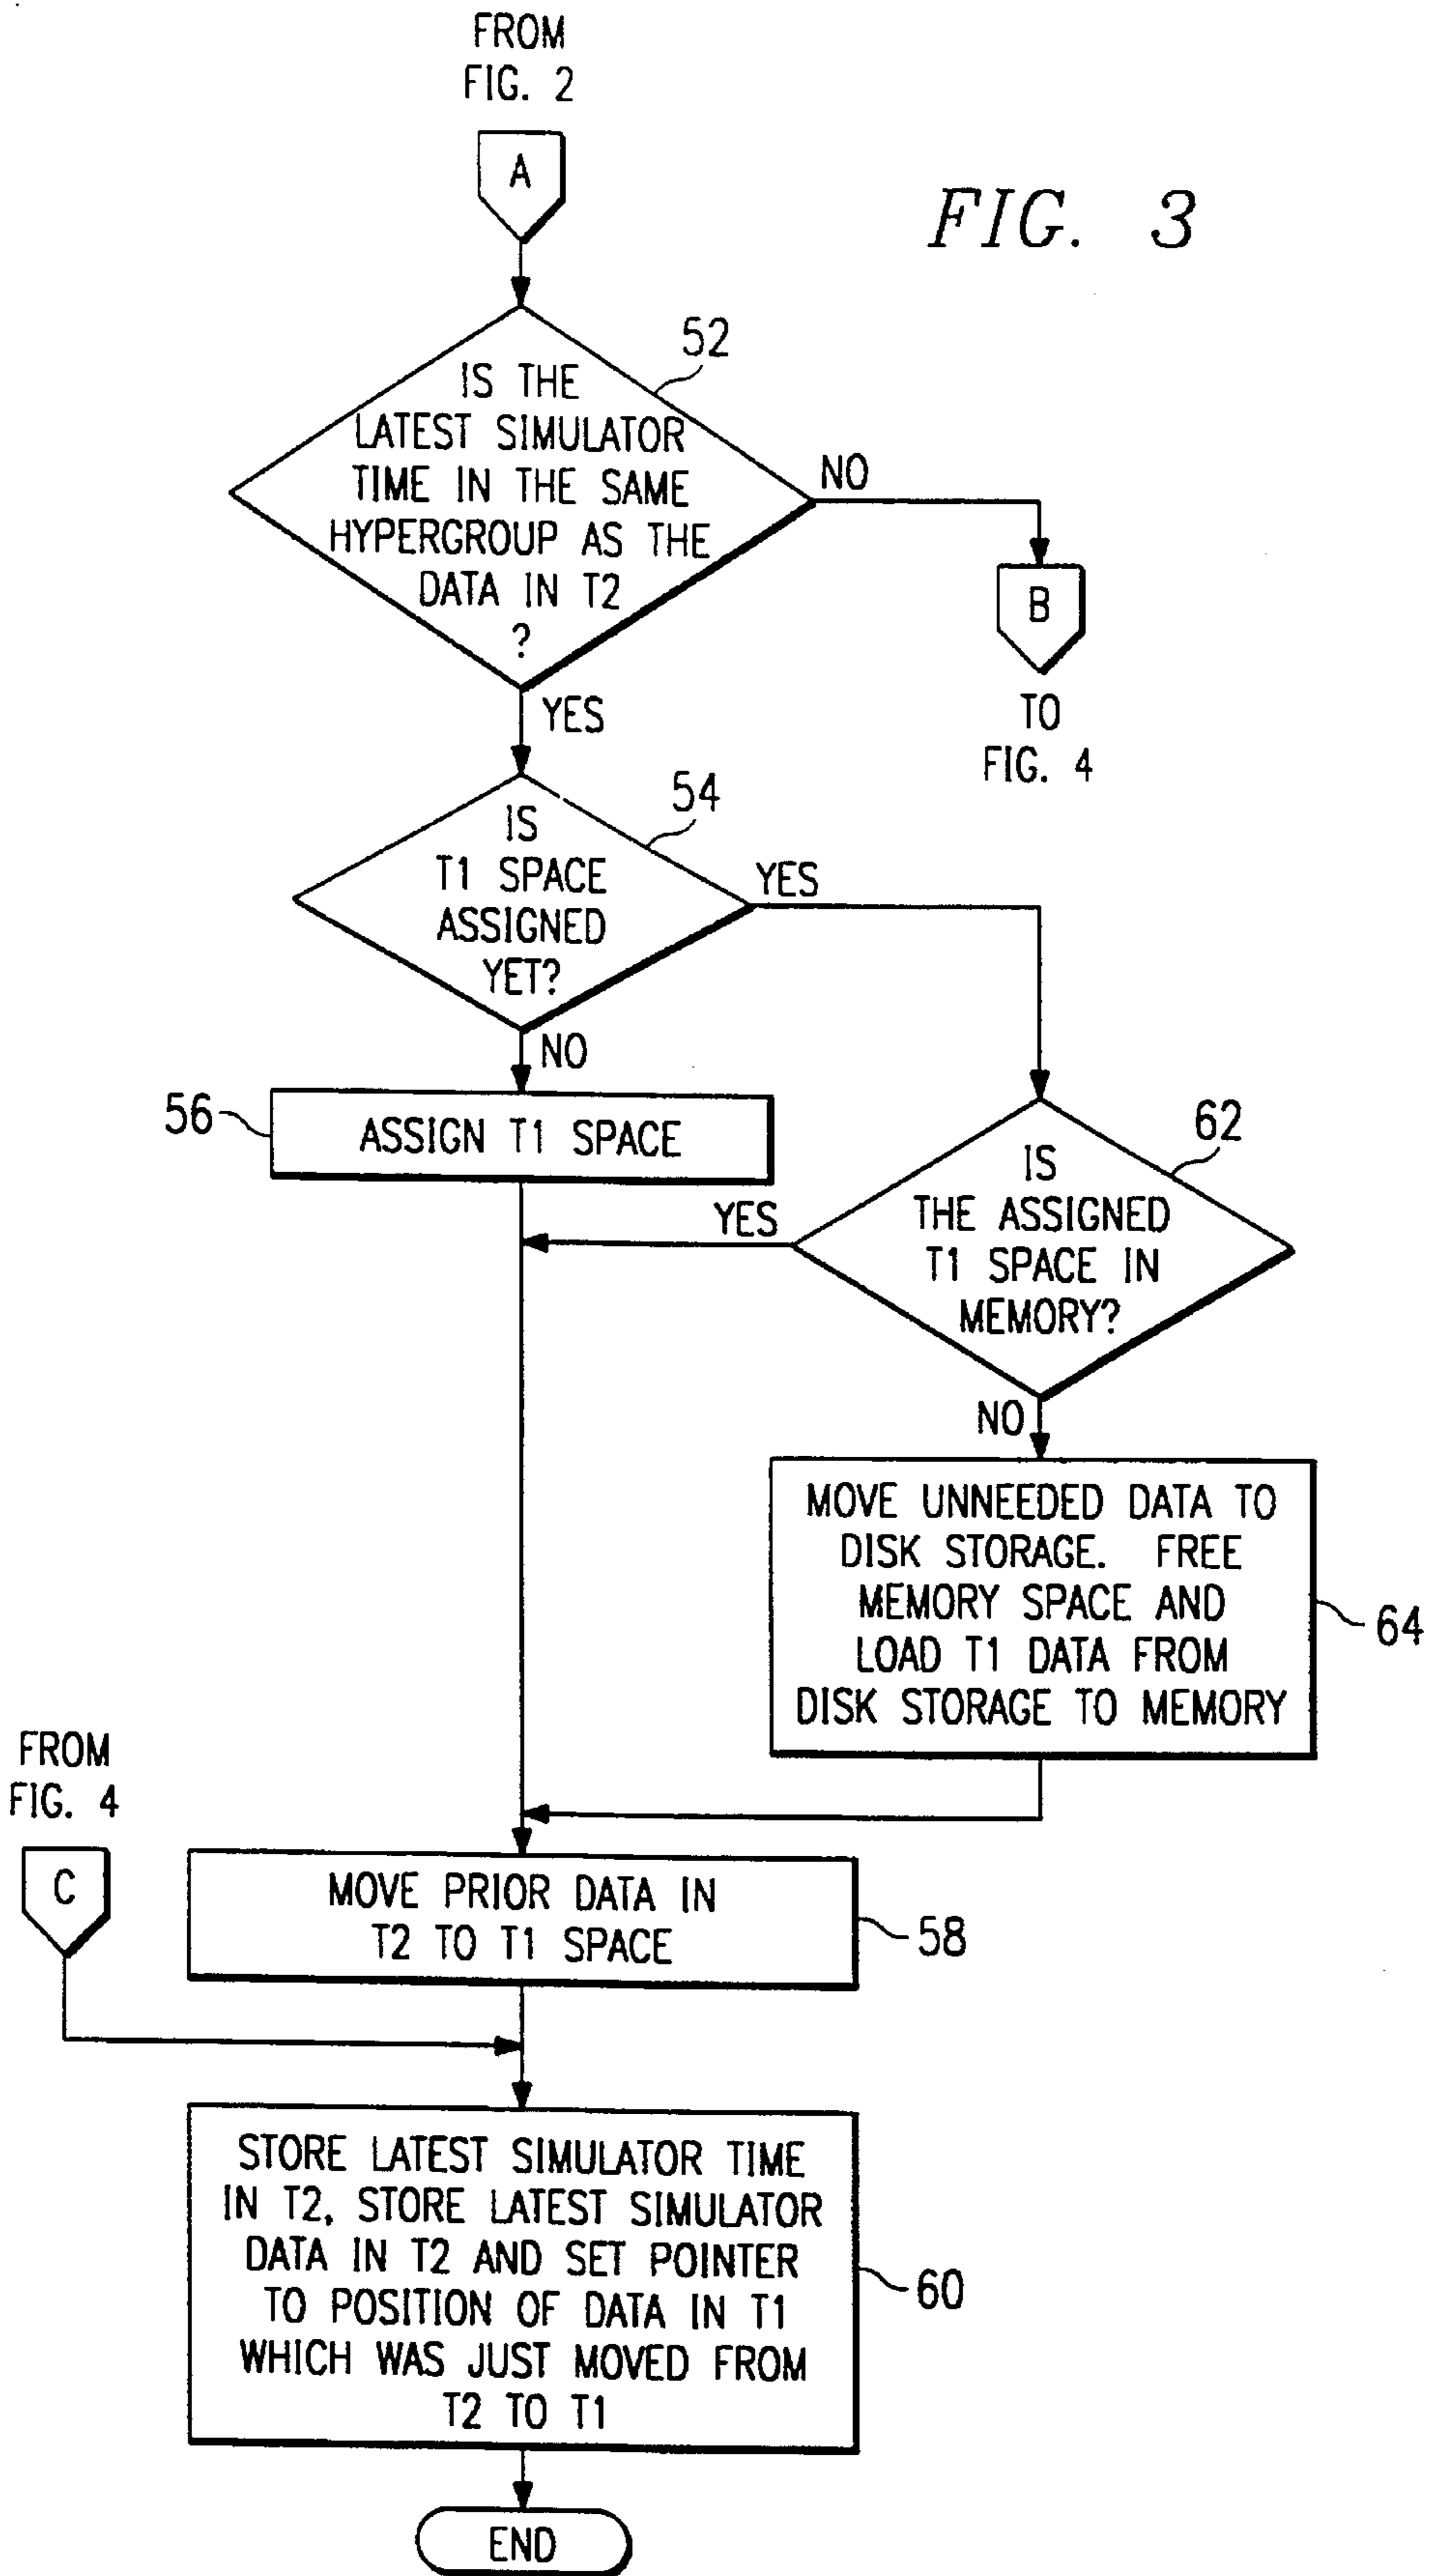 FROM
FIG. 2
A
FIG. 3
52
IS THE
LATEST SIMULATOR
TIME IN THE SAME
HYPERGROUP AS THE
DATA IN T2
?
NO
B
TO
FIG. 4
YES
54
IS
T1 SPACE
ASSIGNED
YET?
YES
NO
56
ASSIGN T1 SPACE
62
IS
THE ASSIGNED
T1 SPACE IN
MEMORY?
YES
NO
MOVE UNNEEDED DATA TO
DISK STORAGE. FREE
MEMORY SPACE AND
LOAD T1 DATA FROM
DISK STORAGE TO MEMORY
64
FROM
FIG. 4
C
MOVE PRIOR DATA IN
T2 TO T1 SPACE
58
STORE LATEST SIMULATOR TIME
IN T2, STORE LATEST SIMULATOR
DATA IN T2 AND SET POINTER
TO POSITION OF DATA IN T1
WHICH WAS JUST MOVED FROM
T2 TO T1
60
END